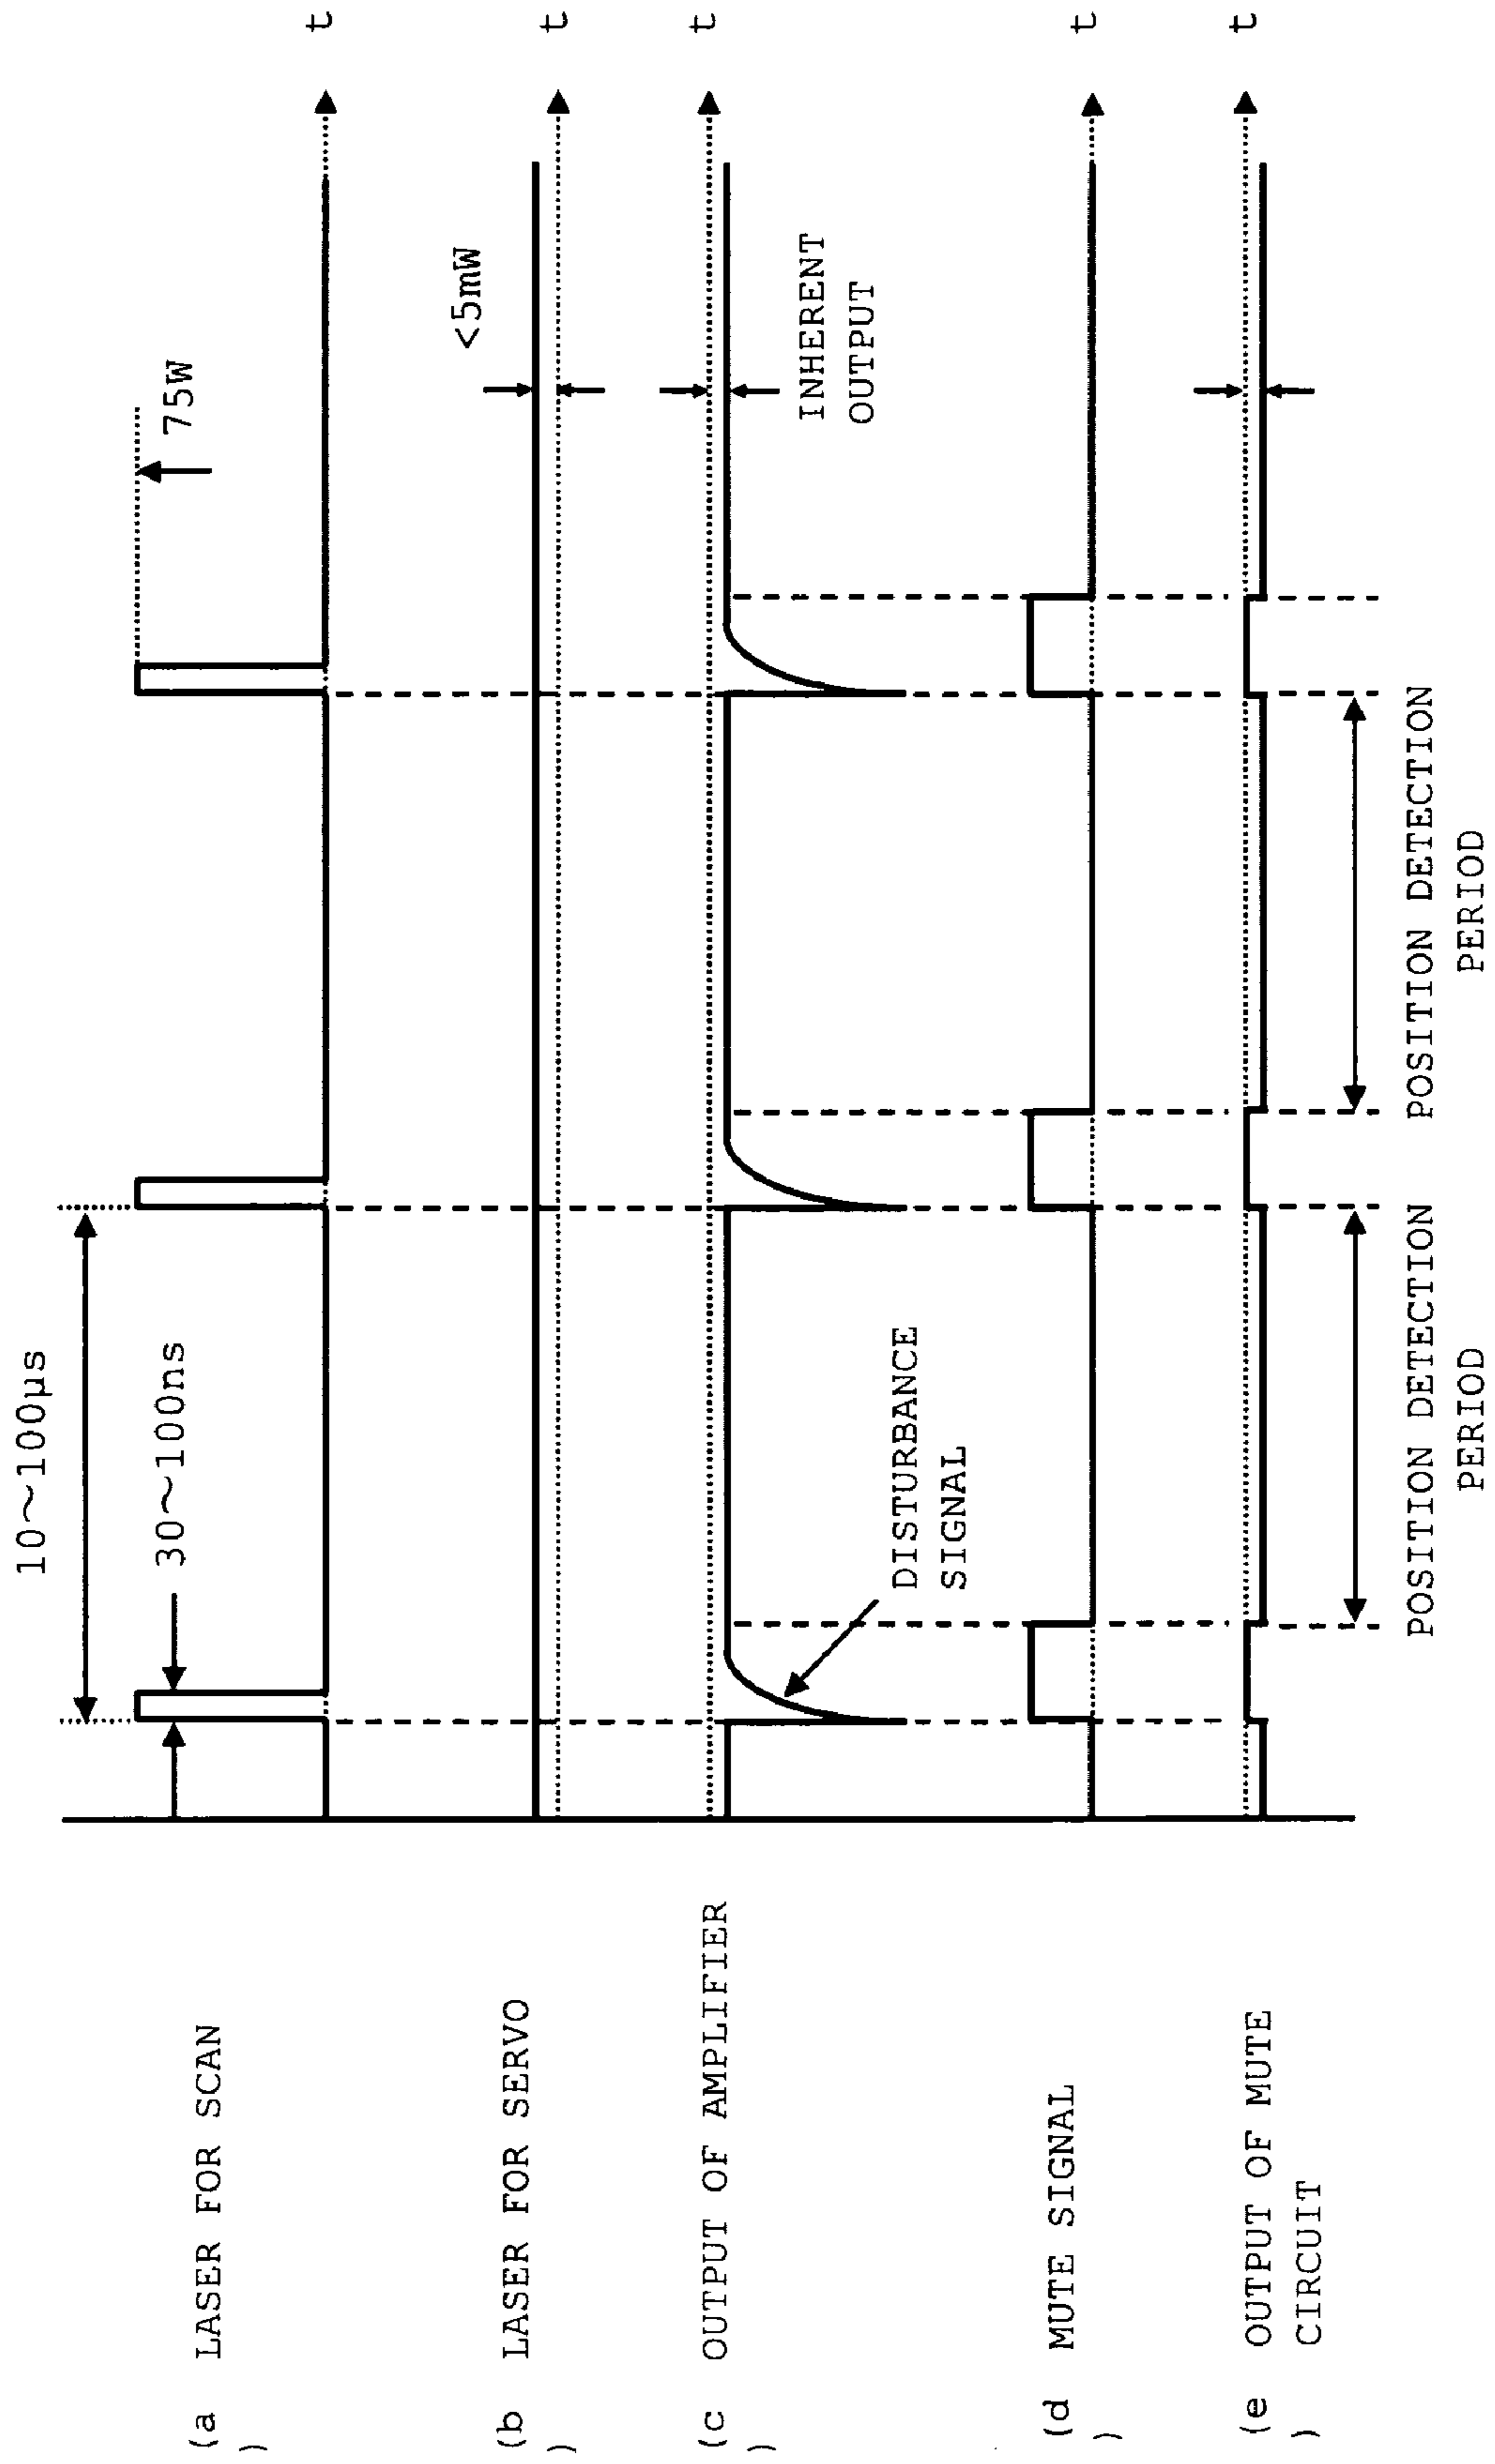 10~100μs
30~100ns
75W
(a) LASER FOR SCAN
t
<5mW
(b) LASER FOR SERVO
t
(c) OUTPUT OF AMPLIFIER
t
INHERENT
OUTPUT
DISTURBANCE
SIGNAL
(d) MUTE SIGNAL
t
(e) OUTPUT OF MUTE
CIRCUIT
t
POSITION DETECTION
PERIOD
POSITION DETECTION
PERIOD